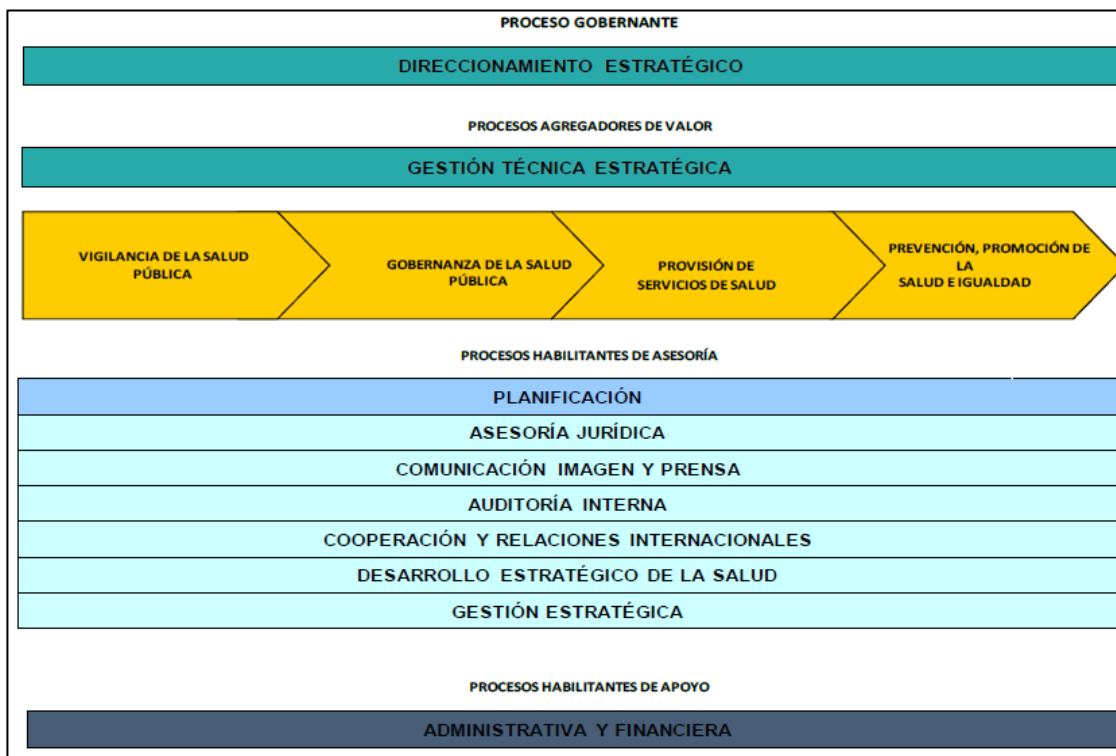 PROCESO GOBERNANTE
DIRECCIONAMIENTO ESTRATÉGICO
PROCESOS AGREGADORES DE VALOR
GESTIÓN TÉCNICA ESTRATÉGICA
VIGILANCIA DE LA SALUD
PÚBLICA
GOBERNANZA DE LA SALUD
PÚBLICA
PROVISIÓN DE
SERVICIOS DE SALUD
PREVENCIÓN, PROMOCIÓN DE
LA
SALUD E IGUALDAD
PROCESOS HABILITANTES DE ASESORÍA
PLANIFICACIÓN
ASESORÍA JURÍDICA
COMUNICACIÓN IMAGEN Y PRENSA
AUDITORÍA INTERNA
COOPERACIÓN Y RELACIONES INTERNACIONALES
DESARROLLO ESTRATÉGICO DE LA SALUD
GESTIÓN ESTRATÉGICA
PROCESOS HABILITANTES DE APOYO
ADMINISTRATIVA Y FINANCIERA